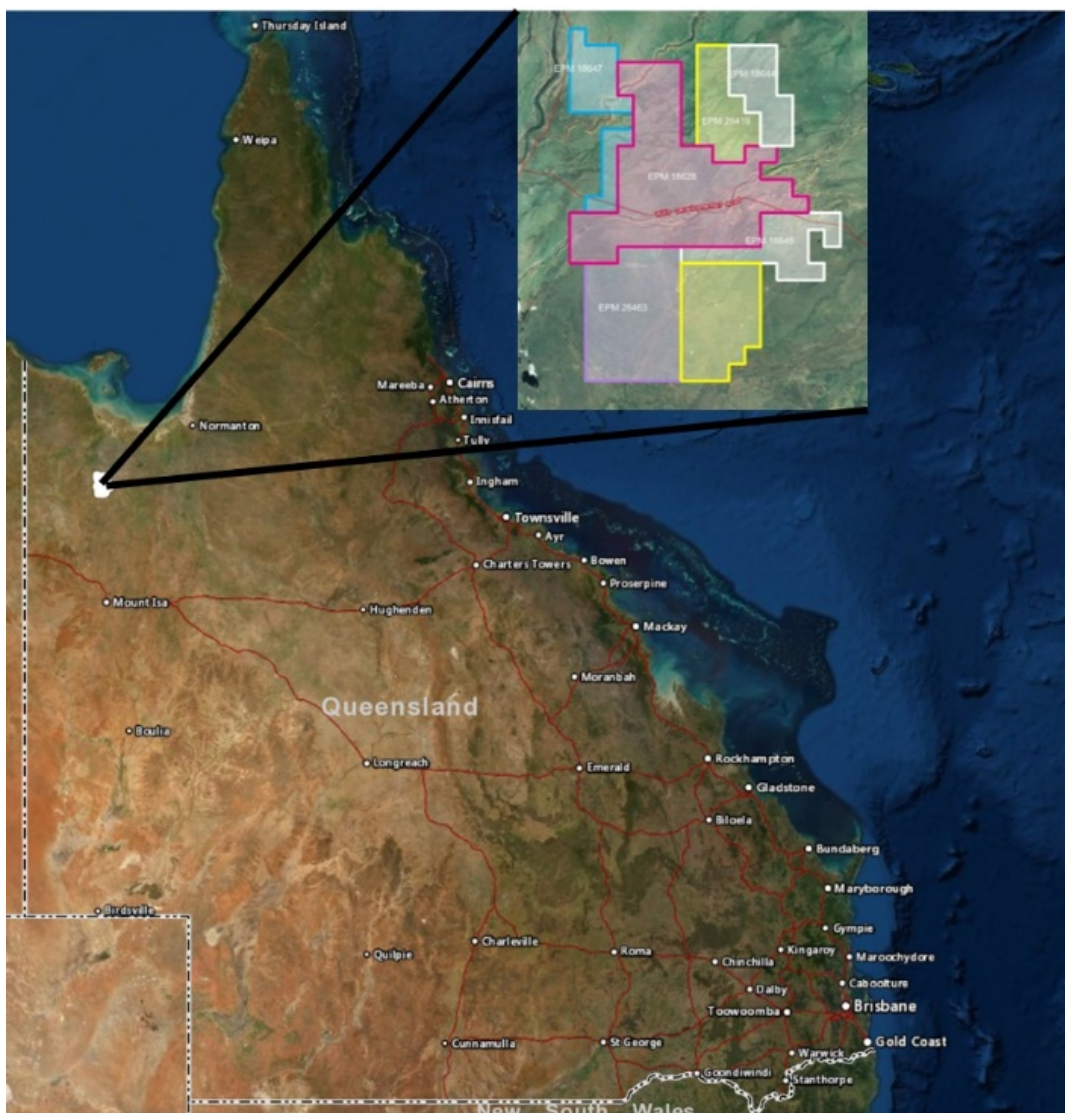 Thursday Island
Weipa
EPM 18647
EPM 18644
EPM 26419
EPM 18628
EPM 18645
EPM 26463
Mareeba
Cairns
Atherton
Innisfail
Normanton
Tully
Ingham
Townsville
Ayr
Charters Towers
Bowen
Proserpine
Mount Isa
Hughenden
Mackay
Moranbah
Queensland
Boulia
Longreach
Emerald
Rockhampton
Gladstone
Biloela
Bundaberg
Maryborough
Birdsville
Gympie
Charleville
Roma
Kingaroy
Quilpie
Chinchilla
Maroochydore
Dalby
Caboolture
Toowoomba
Brisbane
Cunnamulla
St George
Gold Coast
Warwick
Goondiwindi
Stanthorpe
New South Wales